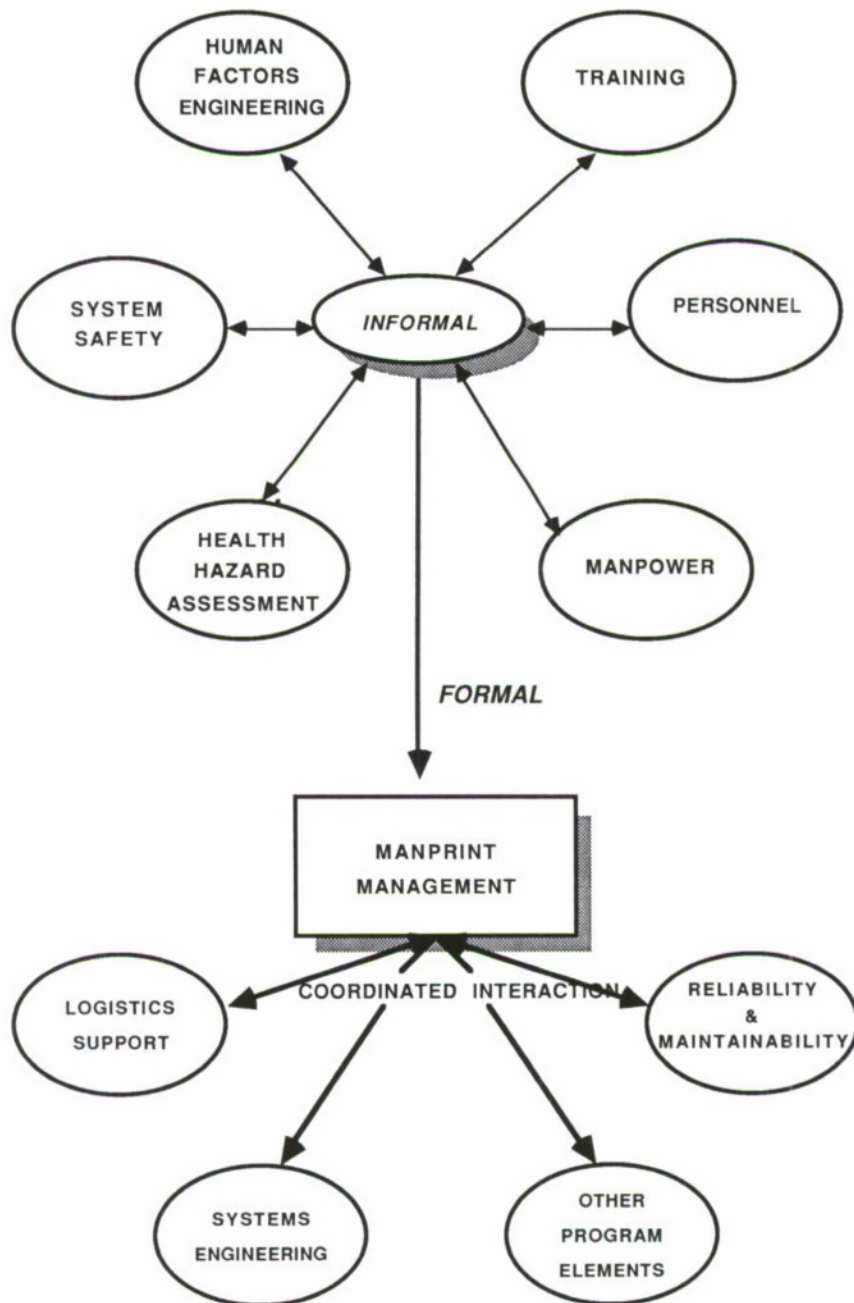 HUMAN
FACTORS
ENGINEERING
TRAINING
SYSTEM
SAFETY
INFORMAL
PERSONNEL
HEALTH
HAZARD
ASSESSMENT
MANPOWER
FORMAL
MANPRINT
MANAGEMENT
COORDINATED INTERACTION
LOGISTICS
SUPPORT
RELIABILITY
&
MAINTAINABILITY
SYSTEMS
ENGINEERING
OTHER
PROGRAM
ELEMENTS